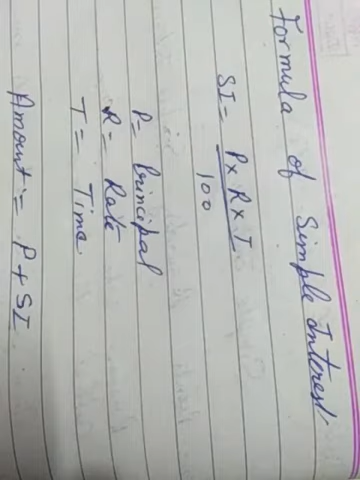 Formula of Simple Interest
SI = P x R x T
100
P = Principal
R = Rate
T = Time
Amount = P + SI